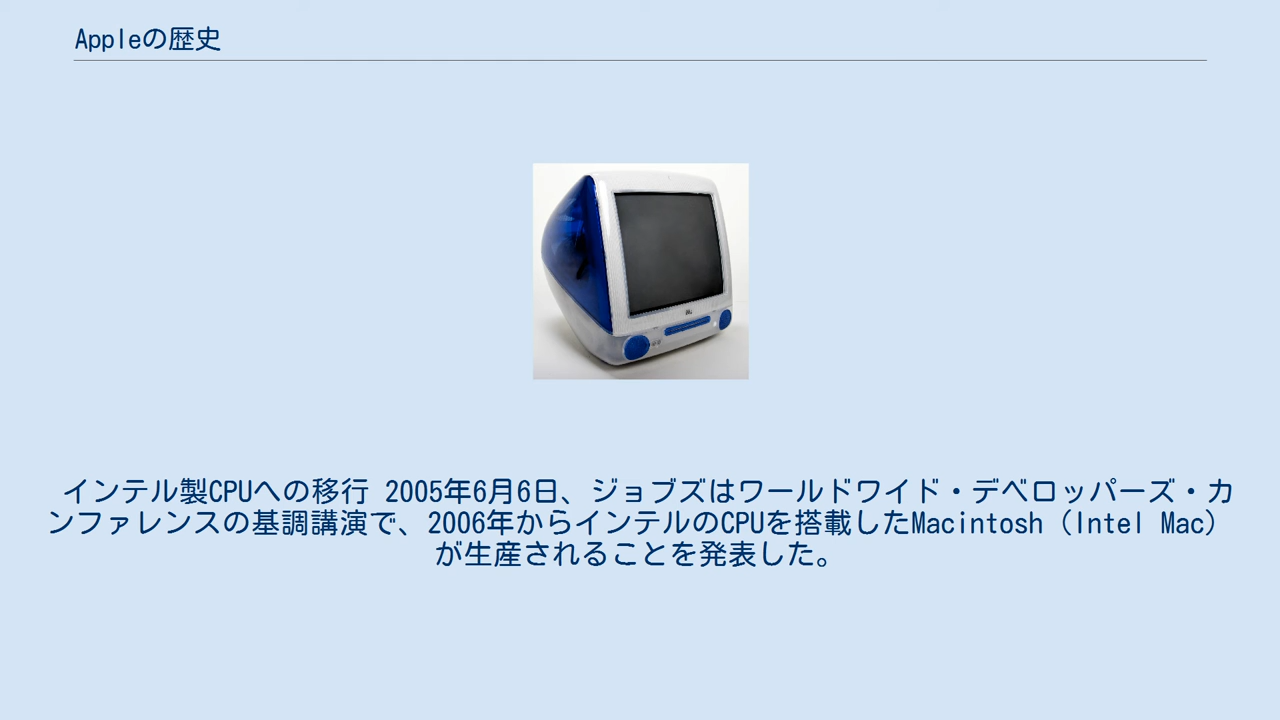 Appleの歴史
インテル製CPUへの移行 2005年6月6日、ジョブズはワールドワイド・デベロッパーズ・カ
ンファレンスの基調講演で、2006年からインテルのCPUを搭載したMacintosh（Intel Mac）
が生産されることを発表した。